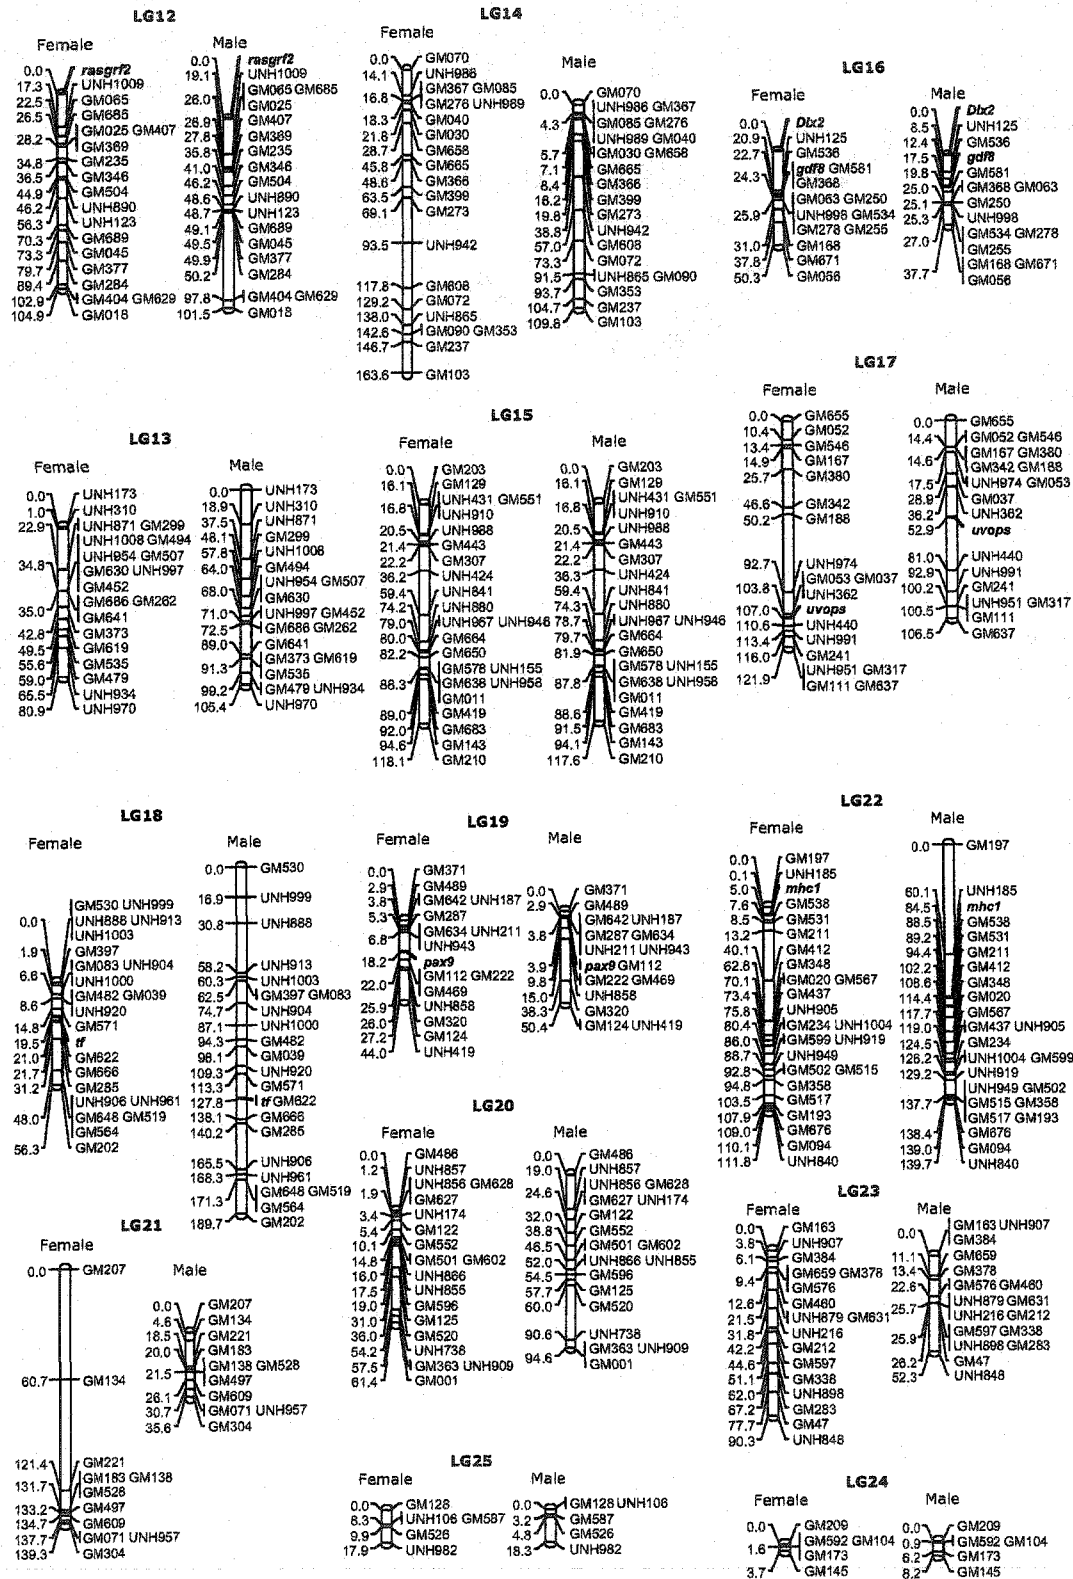 LG12
Female
0.0 rasgrf2
17.3 UNH1009
22.5 GM065
26.5 GM685
GM025 GM407
28.2 GM369
34.8 GM235
36.5 GM346
44.9 GM504
46.2 UNH890
56.3 UNH123
70.3 GM689
73.3 GM045
79.7 GM377
89.4 GM284
102.9 GM404 GM629
104.9 GM018
Male
0.0 rasgrf2
19.1 UNH1009
GM065 GM685
26.0 GM025
26.9 GM407
27.8 GM369
35.8 GM235
41.0 GM346
46.2 GM504
48.6 UNH890
48.7 UNH123
49.1 GM689
49.5 GM045
49.9 GM377
50.2 GM284
97.8 GM404 GM629
101.5 GM018
LG14
Female
0.0 GM070
14.1 UNH986
GM367 GM085
16.8 GM276 UNH989
18.3 GM040
21.8 GM030
28.7 GM658
45.8 GM665
48.6 GM366
63.5 GM399
69.1 GM273
93.5 UNH942
117.8 GM608
129.2 GM072
138.0 UNH865
142.6 GM090 GM353
146.7 GM237
163.6 GM103
Male
0.0 GM070
UNH986 GM367
4.3 GM085 GM276
UNH989 GM040
5.7 GM030 GM658
7.1 GM665
8.4 GM366
16.2 GM399
19.8 GM273
38.8 UNH942
57.0 GM608
73.3 GM072
91.5 UNH865 GM090
93.7 GM353
104.7 GM237
109.8 GM103
LG16
Female
0.0 Dlx2
20.9 UNH125
22.7 GM536
gdf8 GM581
24.3 GM368
GM063 GM250
25.9 UNH998 GM534
GM278 GM255
31.0 GM168
37.8 GM671
50.3 GM056
Male
0.0 Dlx2
8.5 UNH125
12.4 GM536
17.5 gdf8
19.8 GM581
25.0 GM368 GM063
25.1 GM250
25.3 UNH998
27.0 GM534 GM278
GM255
GM168 GM671
37.7 GM056
LG13
Female
0.0 UNH173
1.0 UNH310
22.9 UNH871 GM299
UNH1008 GM494
UNH954 GM507
34.8 GM630 UNH997
GM452
GM686 GM262
35.0 GM641
42.8 GM373
49.5 GM619
55.6 GM535
59.0 GM479
65.5 UNH934
80.9 UNH970
Male
0.0 UNH173
18.9 UNH310
37.5 UNH871
48.1 GM299
57.8 UNH1008
64.0 GM494
UNH954 GM507
68.0 GM630
71.0 UNH997 GM452
72.5 GM686 GM262
89.0 GM641
GM373 GM619
91.3 GM535
99.2 GM479 UNH934
105.4 UNH970
LG15
Female
0.0 GM203
16.1 GM129
UNH431 GM551
16.8 UNH910
20.5 UNH988
21.4 GM443
22.2 GM307
36.2 UNH424
59.4 UNH841
74.2 UNH880
79.0 UNH967 UNH946
80.0 GM664
82.2 GM650
GM578 UNH155
88.3 GM638 UNH958
GM011
89.0 GM419
92.0 GM683
94.6 GM143
118.1 GM210
Male
0.0 GM203
16.1 GM129
UNH431 GM551
16.8 UNH910
20.5 UNH988
21.4 GM443
22.2 GM307
36.3 UNH424
59.4 UNH841
74.3 UNH880
78.7 UNH967 UNH946
79.7 GM664
81.9 GM650
GM578 UNH155
87.8 GM638 UNH958
GM011
88.6 GM419
91.5 GM683
94.1 GM143
117.6 GM210
LG17
Female
0.0 GM655
10.4 GM052
13.4 GM546
14.9 GM167
25.7 GM380
46.6 GM342
50.2 GM188
92.7 UNH974
GM053 GM037
103.8 UNH362
107.0 uvops
110.6 UNH440
113.4 UNH991
116.0 GM241
UNH951 GM317
121.9 GM111 GM637
Male
0.0 GM655
14.4 GM052 GM546
GM167 GM380
14.6 GM342 GM188
17.5 UNH974 GM053
28.9 GM037
36.2 UNH362
52.9 uvops
81.0 UNH440
92.9 UNH991
100.2 GM241
UNH951 GM317
100.5 GM111
106.5 GM637
LG18
Female
GM530 UNH999
0.0 UNH888 UNH913
UNH1003
1.9 GM397
GM083 UNH904
6.6 UNH1000
GM482 GM039
8.6 UNH920
14.8 GM571
19.5 tf
21.0 GM622
21.7 GM666
31.2 GM285
UNH906 UNH961
48.0 GM648 GM519
GM564
56.3 GM202
Male
0.0 GM530
16.9 UNH999
30.8 UNH888
58.2 UNH913
60.3 UNH1003
62.5 GM397 GM083
74.7 UNH904
87.1 UNH1000
94.3 GM482
98.1 GM039
109.3 UNH920
113.3 GM571
127.8 tf GM622
138.1 GM668
140.2 GM285
165.5 UNH906
168.3 UNH961
GM648 GM519
171.3 GM564
189.7 GM202
LG19
Female
0.0 GM371
2.9 GM489
3.8 GM642 UNH187
5.3 GM287
GM634 UNH211
6.8 UNH943
18.2 pax9
22.0 GM112 GM222
GM469
25.9 UNH858
26.0 GM320
27.2 GM124
44.0 UNH419
Male
0.0 GM371
2.9 GM489
GM642 UNH187
3.8 GM287 GM634
UNH211 UNH943
3.9 pax9 GM112
9.8 GM222 GM469
15.0 UNH858
38.3 GM320
50.4 GM124 UNH419
LG22
Female
0.0 GM197
0.1 UNH185
5.0 mhc1
7.6 GM538
8.5 GM531
13.2 GM211
40.1 GM412
62.6 GM348
70.1 GM020 GM567
73.4 GM437
75.8 UNH905
80.4 GM234 UNH1004
86.0 GM599 UNH919
88.7 UNH949
92.8 GM502 GM515
94.8 GM358
103.5 GM517
107.9 GM193
109.0 GM676
110.1 GM094
111.8 UNH840
Male
0.0 GM197
60.1 UNH185
84.5 mhc1
88.5 GM538
89.2 GM531
94.4 GM211
102.2 GM412
108.6 GM348
114.4 GM020
117.7 GM567
119.0 GM437 UNH905
124.5 GM234
126.2 UNH1004 GM599
129.2 UNH919
UNH949 GM502
137.7 GM515 GM358
GM517 GM193
138.4 GM676
139.0 GM094
139.7 UNH840
LG20
Female
0.0 GM486
1.2 UNH857
UNH856 GM628
1.9 GM627
3.4 UNH174
5.4 GM122
10.1 GM552
14.8 GM501 GM602
16.0 UNH866
17.5 UNH855
19.0 GM596
31.0 GM125
36.0 GM520
54.2 UNH738
57.5 GM363 UNH909
61.4 GM001
Male
0.0 GM486
19.0 UNH857
UNH856 GM628
24.6 GM627 UNH174
32.0 GM122
38.8 GM552
46.5 GM501 GM602
52.0 UNH866 UNH855
54.5 GM596
57.7 GM125
60.0 GM520
90.6 UNH738
94.6 GM363 UNH909
GM001
LG21
Female
0.0 GM207
60.7 GM134
121.4 GM221
GM183 GM138
131.7 GM528
133.2 GM497
134.7 GM609
137.7 GM071 UNH957
139.3 GM304
Male
0.0 GM207
4.6 GM134
18.5 GM221
20.0 GM183
GM138 GM528
21.5 GM497
26.1 GM609
30.7 GM071 UNH957
35.6 GM304
LG23
Female
0.0 GM163
3.8 UNH907
6.1 GM384
GM659 GM378
9.4 GM576
12.6 GM460
21.5 UNH879 GM631
31.8 UNH216
42.2 GM212
44.6 GM597
51.1 GM338
62.0 UNH898
67.2 GM283
77.7 GM47
90.3 UNH848
Male
GM163 UNH907
0.0 GM384
11.1 GM659
13.4 GM378
22.6 GM576 GM460
25.7 UNH879 GM631
UNH216 GM212
25.9 GM597 GM338
UNH898 GM283
26.2 GM47
52.3 UNH848
LG25
Female
0.0 GM128
8.3 UNH106 GM587
9.9 GM526
17.9 UNH982
Male
0.0 GM128 UNH106
3.2 GM587
4.8 GM526
18.3 UNH982
LG24
Female
0.0 GM209
GM592 GM104
1.6 GM173
3.7 GM145
Male
0.0 GM209
0.9 GM592 GM104
6.2 GM173
8.2 GM145